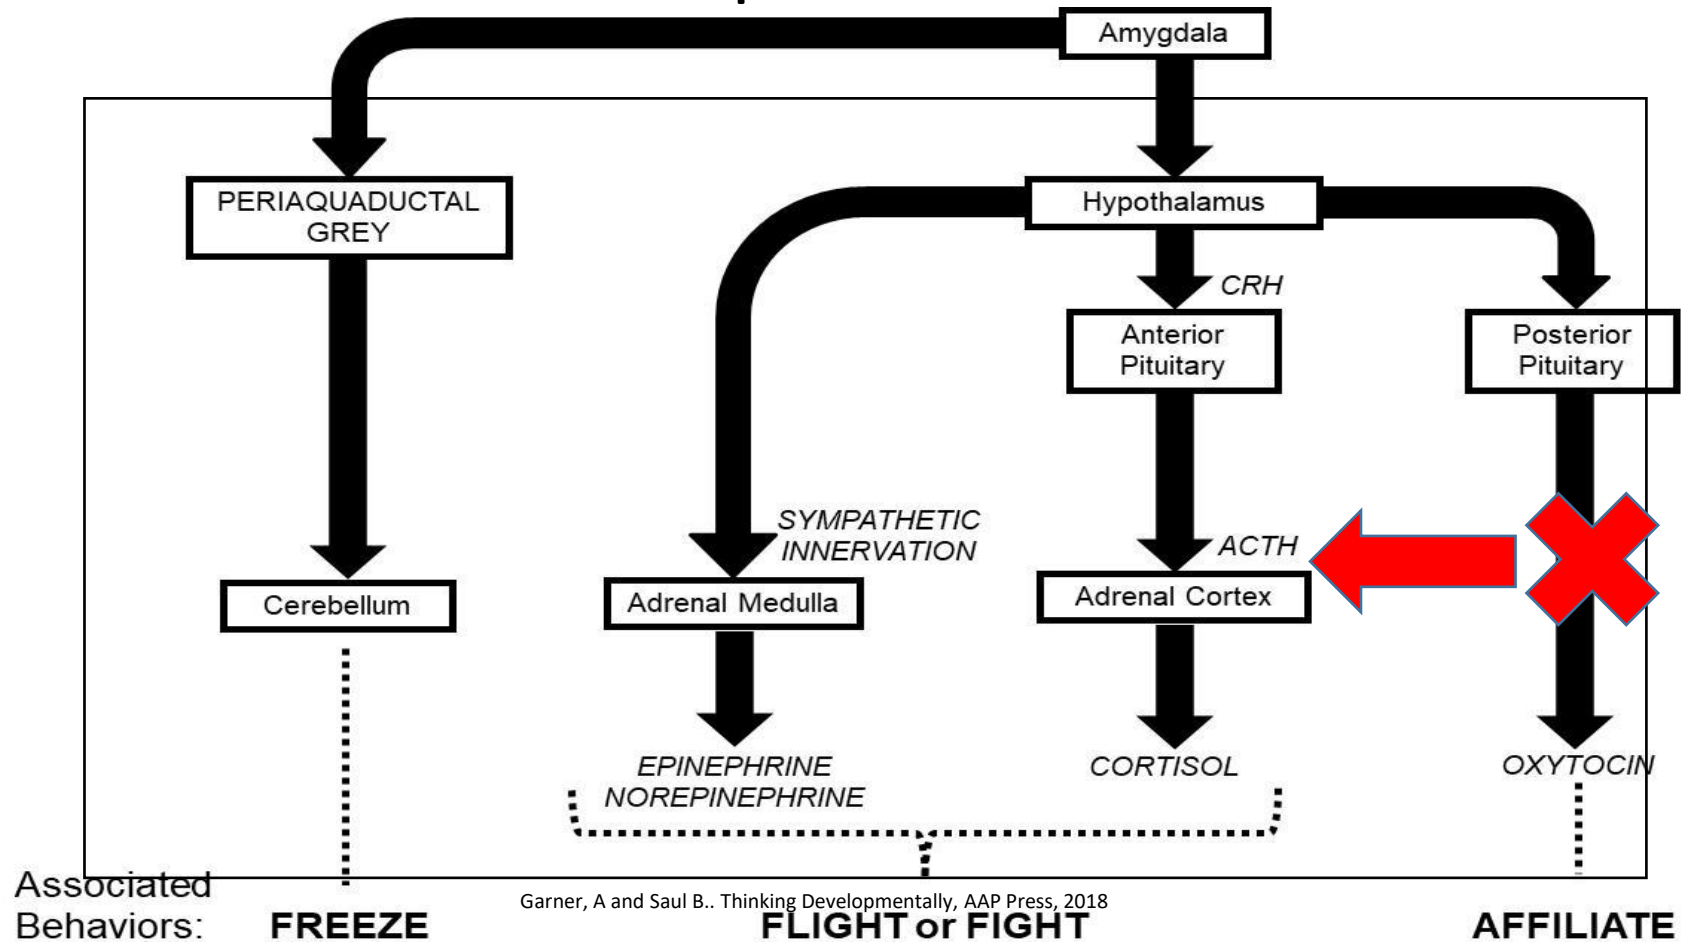 Amygdala
PERIAQUADUCTAL
GREY
Hypothalamus
CRH
Anterior
Pituitary
Posterior
Pituitary
SYMPATHETIC
INNERVATION
ACTH
Cerebellum
Adrenal Medulla
Adrenal Cortex
EPINEPHRINE
NOREPINEPHRINE
CORTISOL
OXYTOCIN
Associated
Behaviors:
FREEZE
Garner, A and Saul B.. Thinking Developmentally, AAP Press, 2018
FLIGHT or FIGHT
AFFILIATE